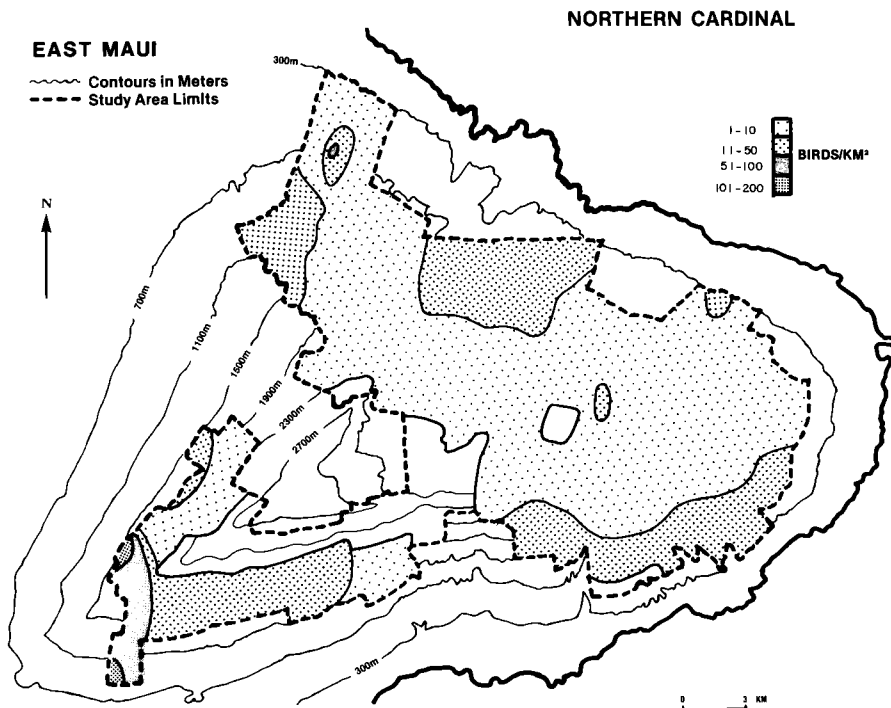 NORTHERN CARDINAL
EAST MAUI
Contours in Meters
Study Area Limits
300m
1-10
11-50
51-100
101-200
BIRDS/KM²
N
700m
1100m
1500m
1900m
2300m
2700m
300m
0 3 KM